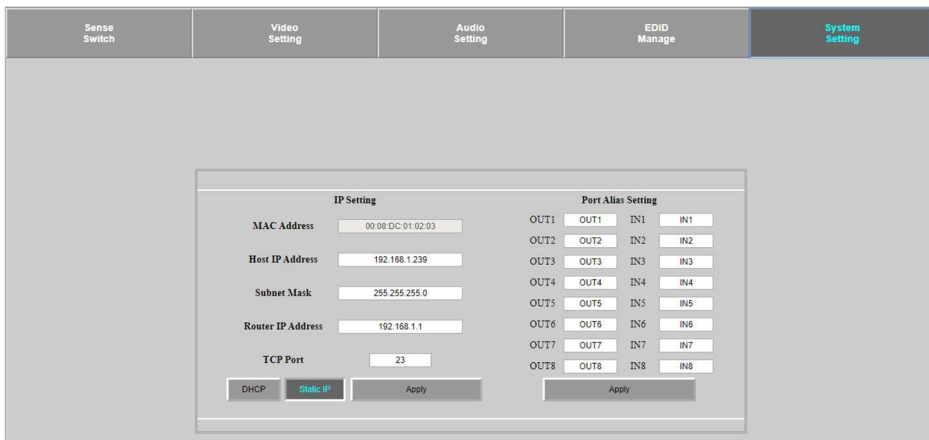 Sense
Switch
Video
Setting
Audio
Setting
EDID
Manage
System
Setting
IP Setting
MAC Address 00:08:DC:01:02:03
Host IP Address 192.168.1.239
Subnet Mask 255.255.255.0
Router IP Address 192.168.1.1
TCP Port 23
DHCP Static IP Apply
Port Alias Setting
OUT1 OUT1 IN1 IN1
OUT2 OUT2 IN2 IN2
OUT3 OUT3 IN3 IN3
OUT4 OUT4 IN4 IN4
OUT5 OUT5 IN5 IN5
OUT6 OUT6 IN6 IN6
OUT7 OUT7 IN7 IN7
OUT8 OUT8 IN8 IN8
Apply